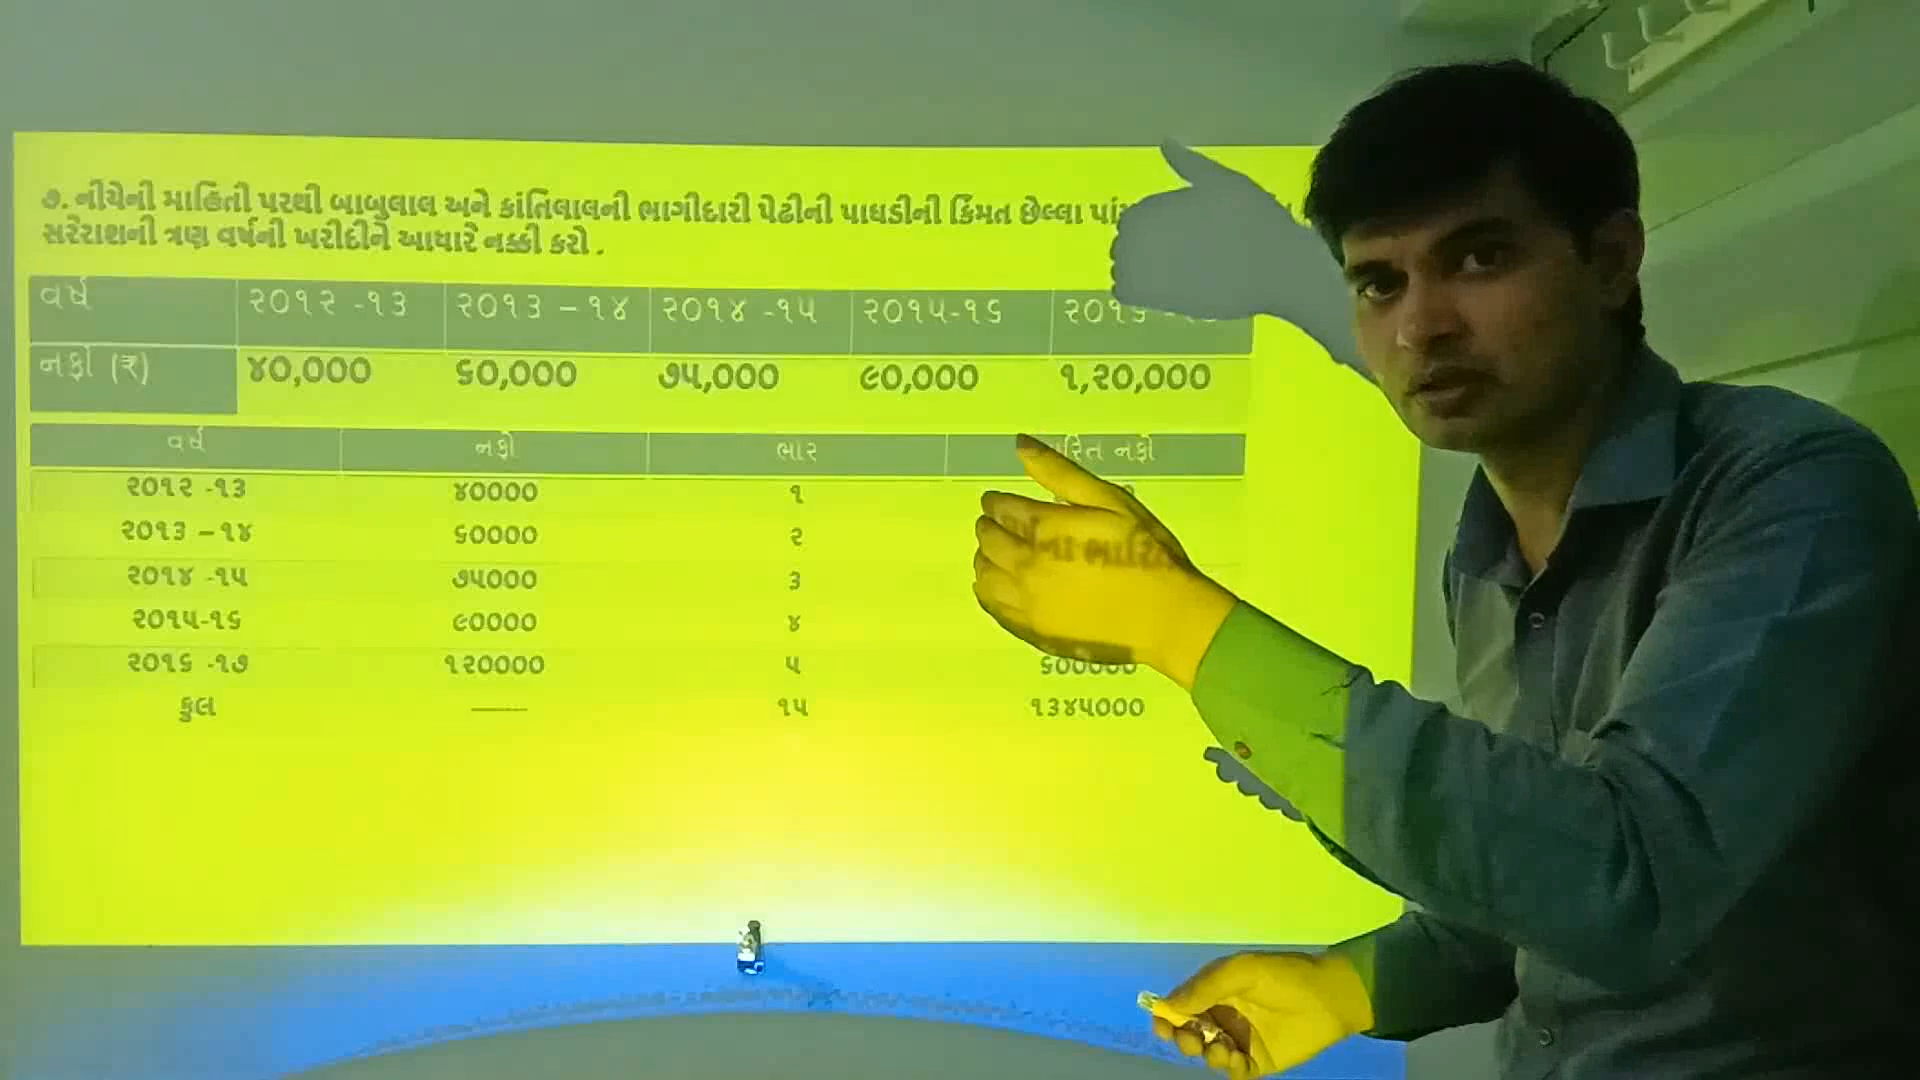 ૭. નીચેની માહિતી પરથી બાબુલાલ અને કાંતિલાલની ભાગીદારી પેઢીની પાઘડીની કિંમત છેલ્લા
સરેરાશની ત્રણ વર્ષની ખરીદીને આધારે નક્કી કરો .
વર્ષ ૨૦૧૨ -૧૩ ૨૦૧૩ – ૧૪ ૨૦૧૪ -૧૫ ૨૦૧૫-૧૬
નફો (₹) ૪૦,૦૦૦ ૬૦,૦૦૦ ૭૫,૦૦૦ ૯૦,૦૦૦ ૧,૨૦,૦૦૦
વર્ષ નફો ભાર નફો
૨૦૧૨ -૧૩ ૪૦૦૦૦ ૧
૨૦૧૩ – ૧૪ ૬૦૦૦૦ ૨
૨૦૧૪ -૧૫ ૭૫૦૦૦ ૩
૨૦૧૫-૧૬ ૯૦૦૦૦ ૪
૨૦૧૬ -૧૭ ૧૨૦૦૦૦ ૫ ૬૦૦૦૦૦
કુલ —— ૧૫ ૧૩૪૫૦૦૦